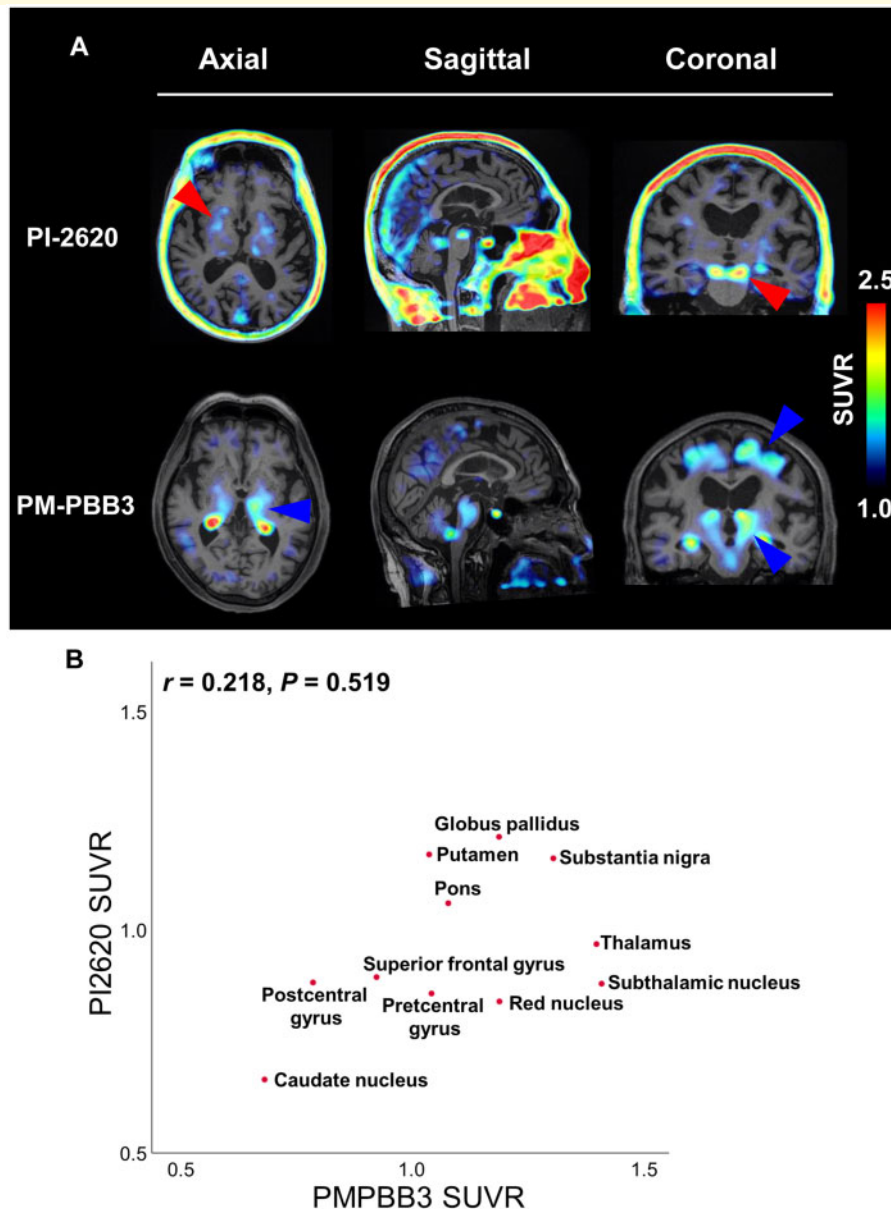 A
Axial Sagittal Coronal
PI-2620
2.5
SUVR
1.0
PM-PBB3
B
r = 0.218, P = 0.519
1.5
Globus pallidus
Putamen
Substantia nigra
Pons
PI2620 SUVR
1.0
Thalamus
Superior frontal gyrus
Subthalamic nucleus
Postcentral
gyrus
Pretcentral
gyrus
Red nucleus
Caudate nucleus
0.5
0.5 1.0 1.5
PMPBB3 SUVR